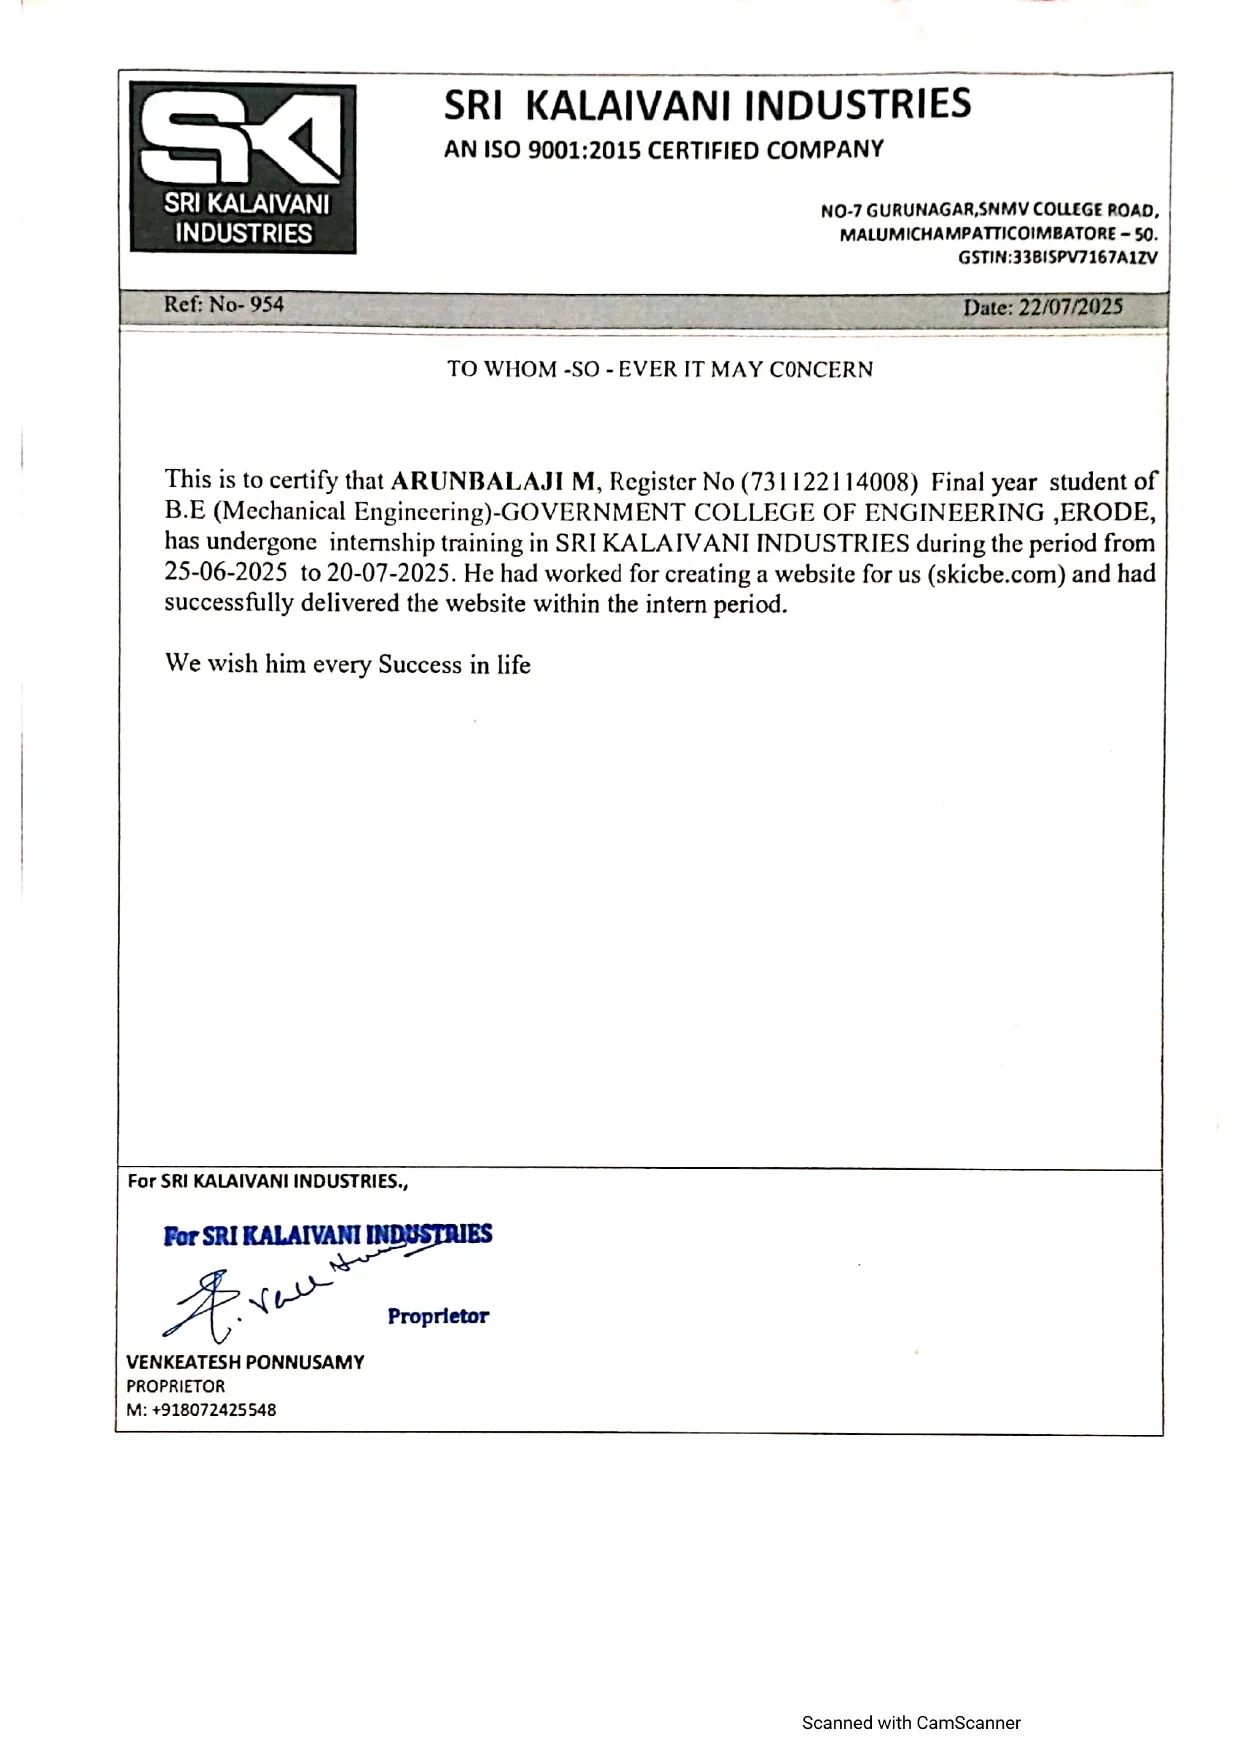 SKI
SRI KALAIVANI
INDUSTRIES
SRI KALAIVANI INDUSTRIES
AN ISO 9001:2015 CERTIFIED COMPANY
NO-7 GURUNAGAR,SNMV COLLEGE ROAD,
MALUMICHAMPATTICOIMBATORE – 50.
GSTIN:33BISPV7167A1ZV
Ref: No- 954
Date: 22/07/2025
TO WHOM -SO - EVER IT MAY CONCERN
This is to certify that ARUNBALAJI M, Register No (731122114008) Final year student of
B.E (Mechanical Engineering)-GOVERNMENT COLLEGE OF ENGINEERING ,ERODE,
has undergone internship training in SRI KALAIVANI INDUSTRIES during the period from
25-06-2025 to 20-07-2025. He had worked for creating a website for us (skicbe.com) and had
successfully delivered the website within the intern period.
We wish him every Success in life
For SRI KALAIVANI INDUSTRIES.,
For SRI KALAIVANI INDUSTRIES
Proprietor
VENKEATESH PONNUSAMY
PROPRIETOR
M: +918072425548
Scanned with CamScanner